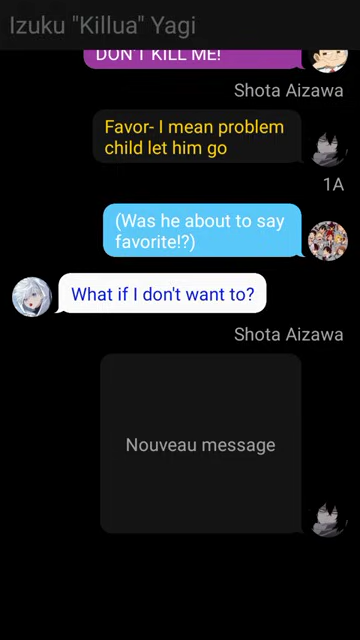 Izuku "Killua" Yagi
DON'T KILL ME!
Shota Aizawa
Favor- I mean problem
child let him go
1A
(Was he about to say
favorite!?)
What if I don't want to?
Shota Aizawa
Nouveau message